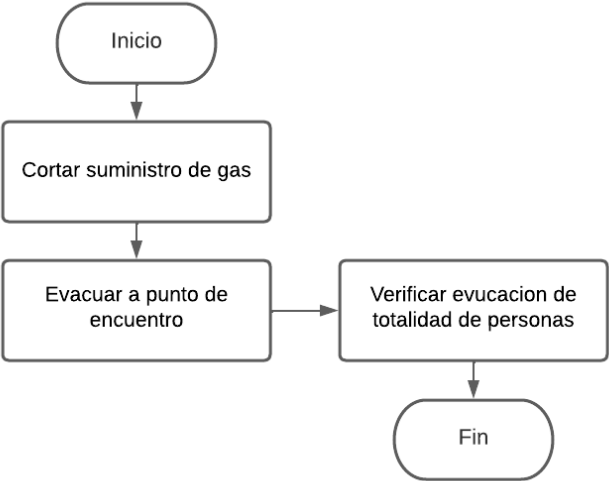 Inicio
Cortar suministro de gas
Evacuar a punto de
encuentro
Verificar evucacion de
totalidad de personas
Fin